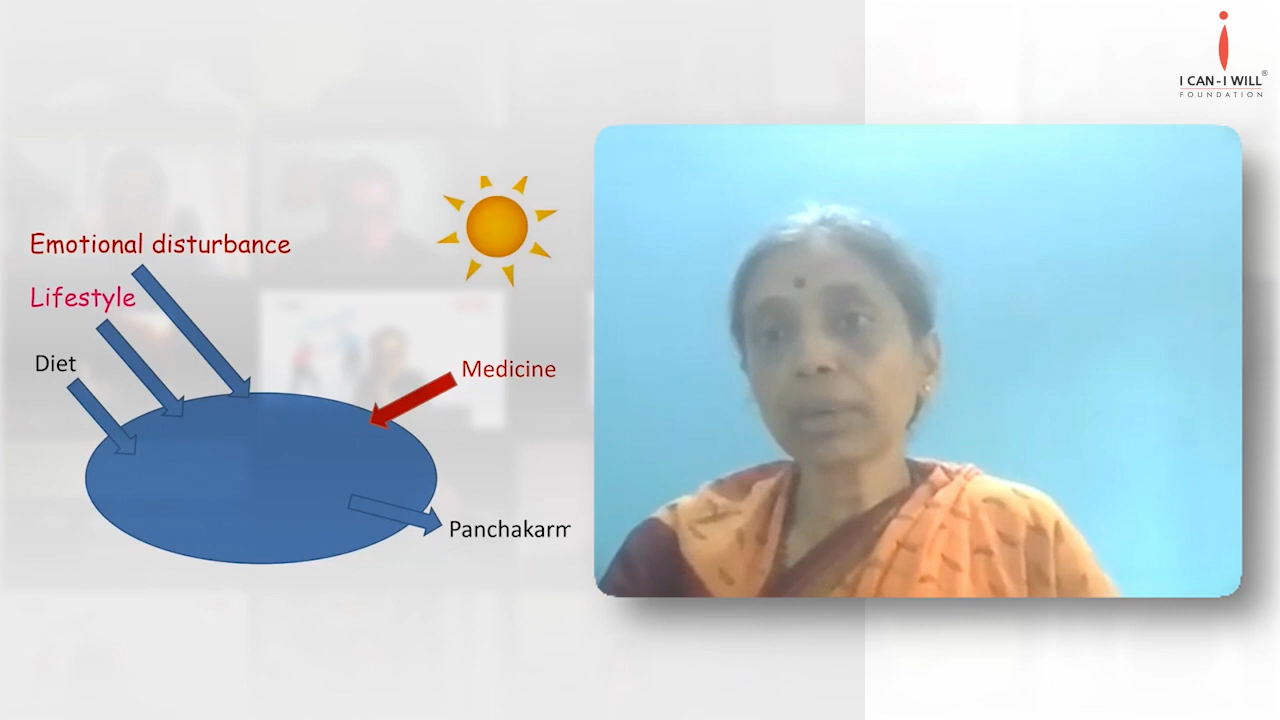 I CAN-I WILL®
FOUNDATION
Emotional disturbance
Lifestyle
Diet
Medicine
Panchakarm